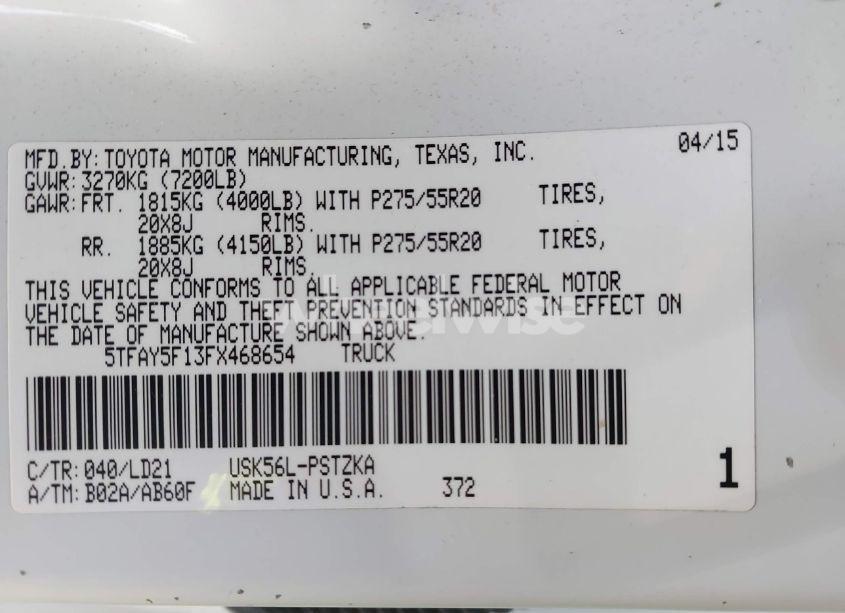 MFD.BY: TOYOTA MOTOR MANUFACTURING, TEXAS, INC. 04/15
GVWR: 3270KG (7200LB)
GAWR: FRT. 1815KG (4000LB) WITH P275/55R20 TIRES,
20X8J RIMS.
RR. 1885KG (4150LB) WITH P275/55R20 TIRES,
20X8J RIMS.
THIS VEHICLE CONFORMS TO ALL APPLICABLE FEDERAL MOTOR
VEHICLE SAFETY AND THEFT PREVENTION STANDARDS IN EFFECT ON
THE DATE OF MANUFACTURE SHOWN ABOVE.
5TFAY5F13FX468654 TRUCK
C/TR: 040/LD21 USK56L-PSTZKA
A/TM: B02A/AB60F MADE IN U.S.A. 372
1